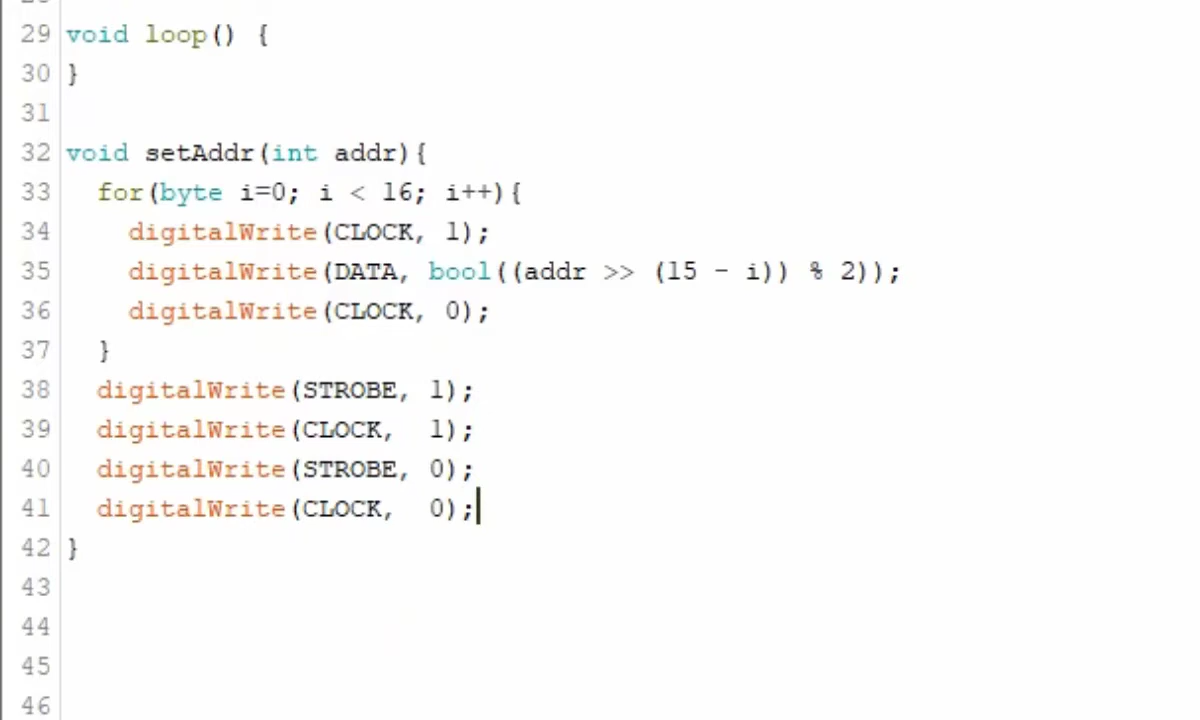 29 void loop() {
30 }
31
32 void setAddr(int addr){
33   for(byte i=0; i < 16; i++){
34     digitalWrite(CLOCK, 1);
35     digitalWrite(DATA, bool((addr >> (15 - i)) % 2));
36     digitalWrite(CLOCK, 0);
37   }
38   digitalWrite(STROBE, 1);
39   digitalWrite(CLOCK,  1);
40   digitalWrite(STROBE, 0);
41   digitalWrite(CLOCK,  0);
42 }
43
44
45
46